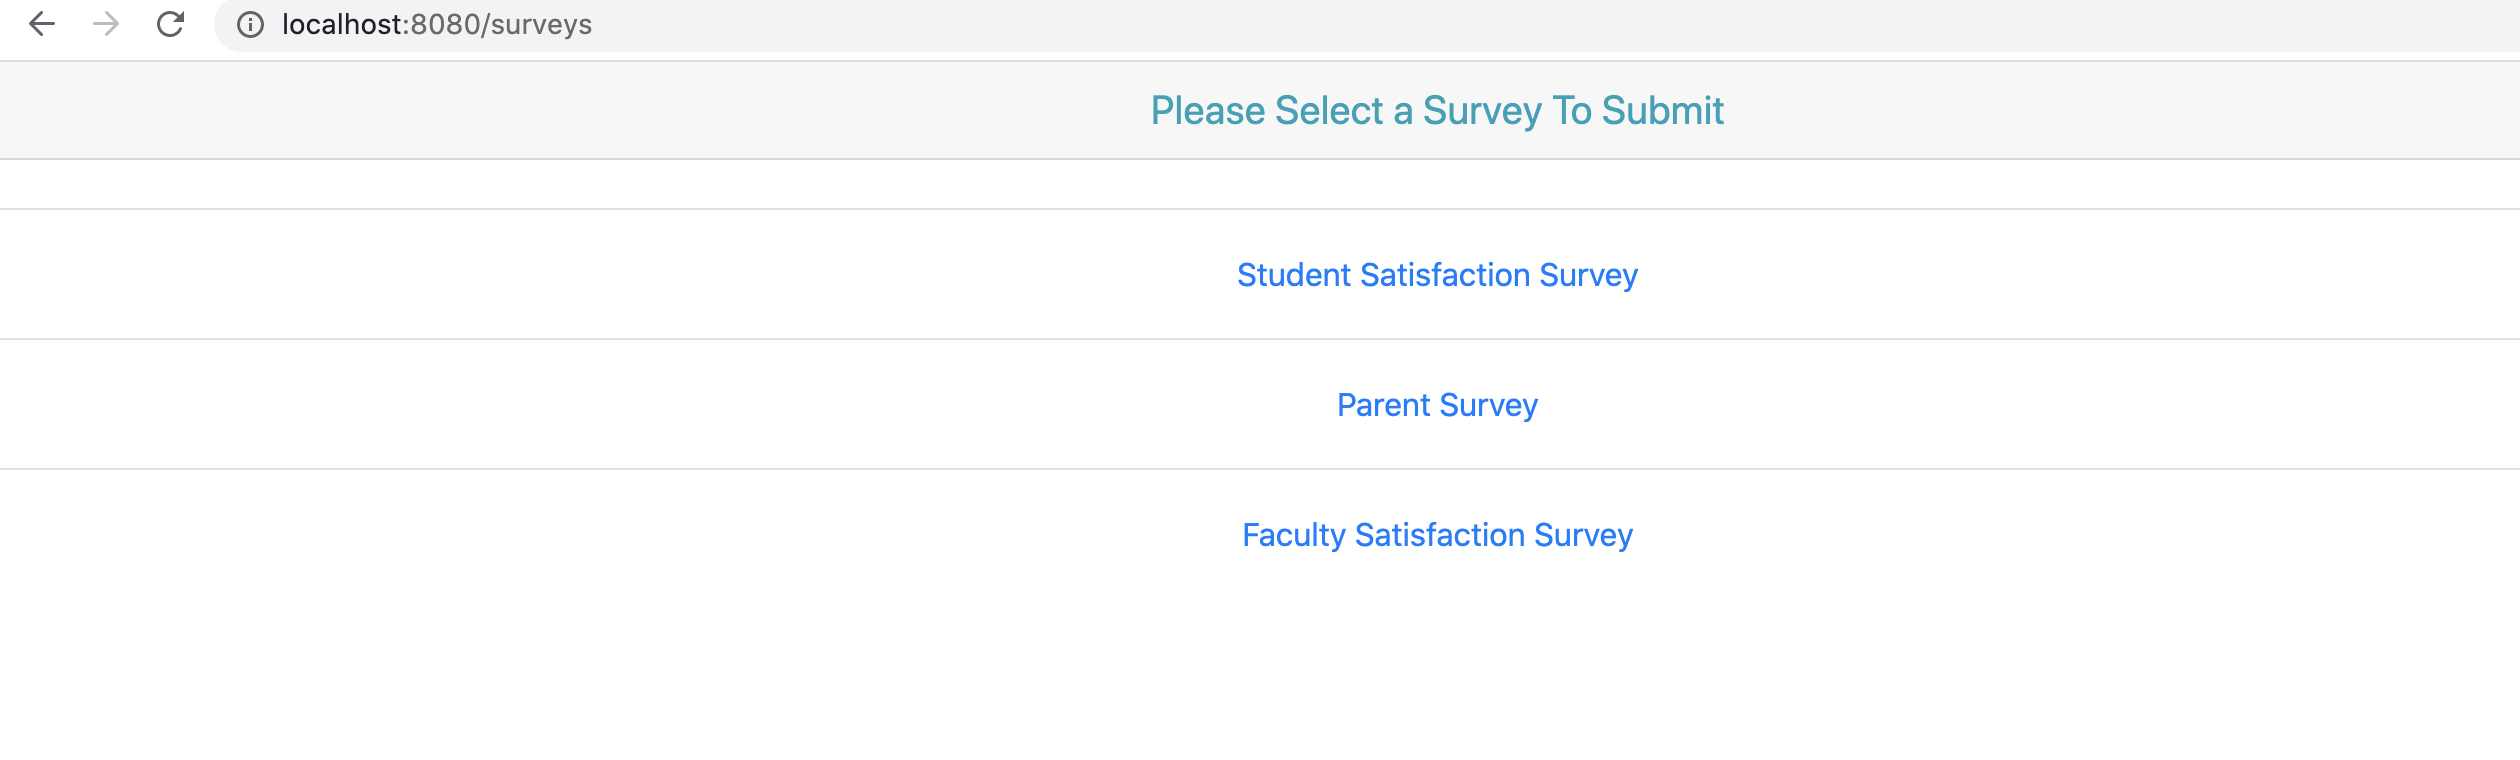 localhost:8080/surveys
Please Select a Survey To Submit
Student Satisfaction Survey
Parent Survey
Faculty Satisfaction Survey